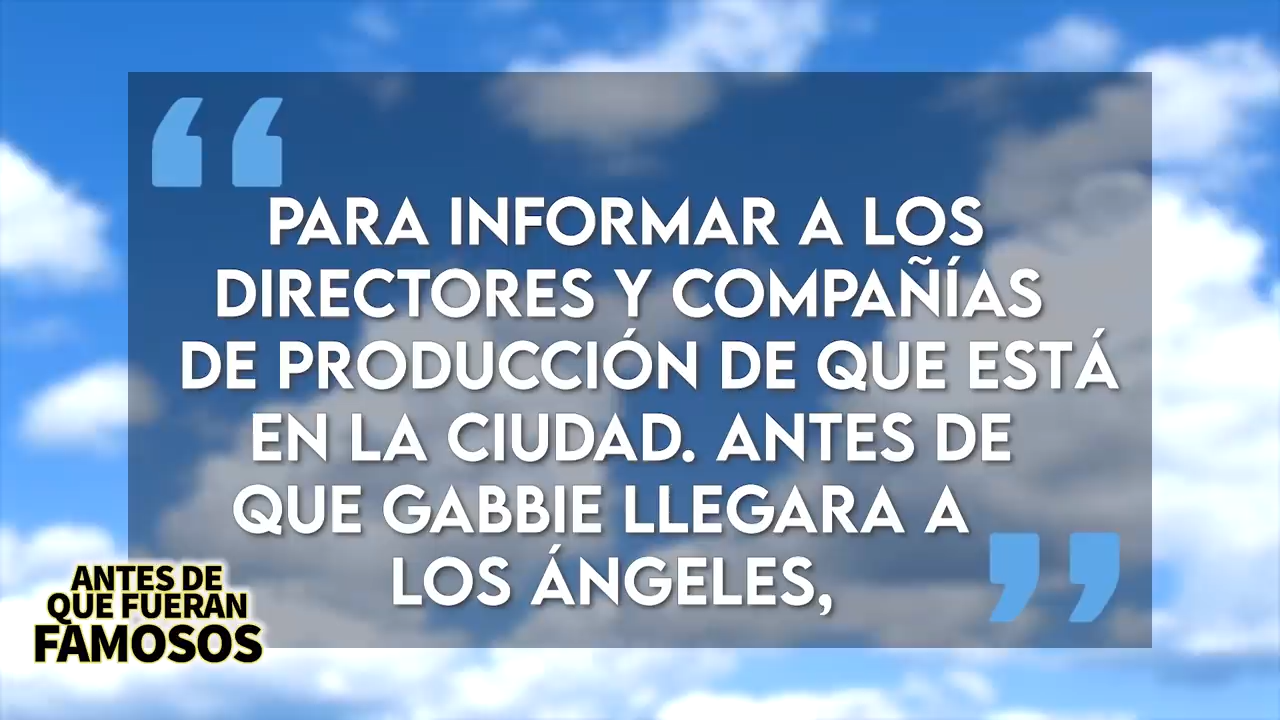 PARA INFORMAR A LOS
DIRECTORES Y COMPAÑÍAS
DE PRODUCCIÓN DE QUE ESTÁ
EN LA CIUDAD. ANTES DE
QUE GABBIE LLEGARA A
LOS ÁNGELES,
ANTES DE
QUE FUERAN
FAMOSOS